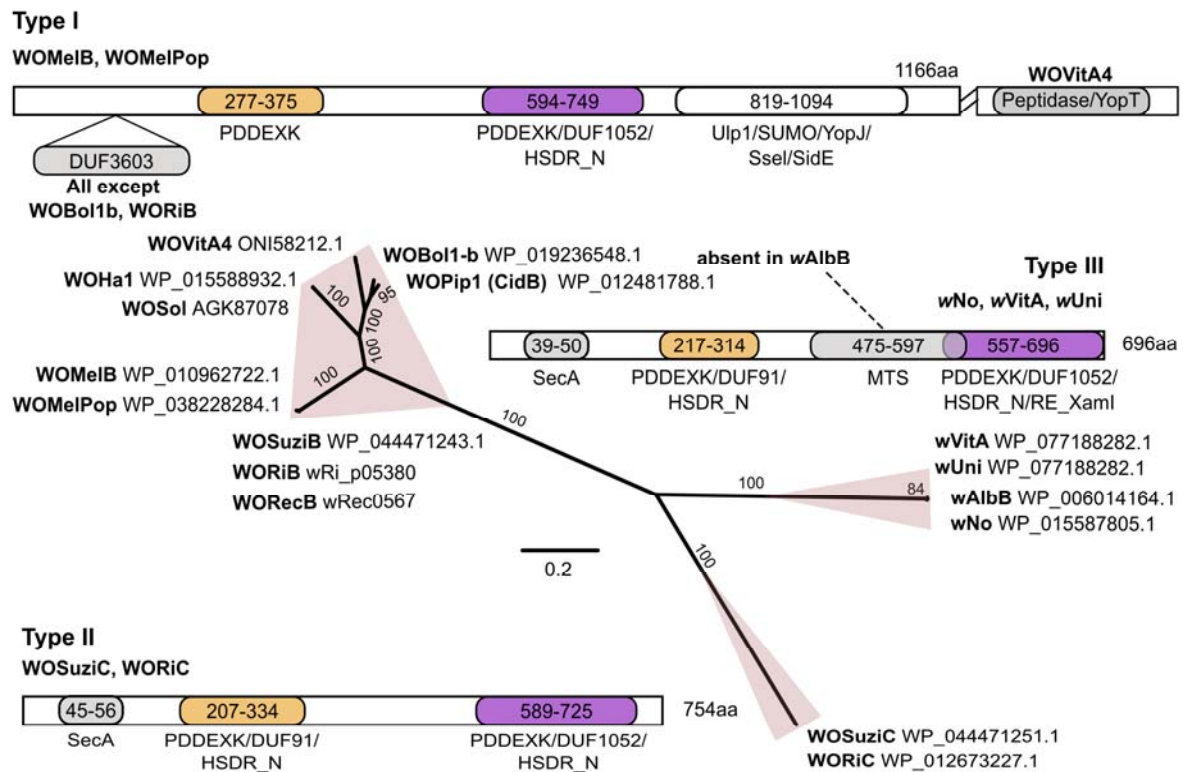 Type I
WOMelB, WOMelPop
1166aa
WOVitA4
277-375
594-749
819-1094
Peptidase/YopT
PDDEXK
PDDEXK/DUF1052/
HSDR_N
Ulp1/SUMO/YopJ/
SseI/SidE
DUF3603
All except
WOBol1b, WORiB
WOVitA4 ONI58212.1
WOHa1 WP_015588932.1
WOSol AGK87078
WOBol1-b WP_019236548.1
WOPip1 (CidB) WP_012481788.1
100
95
100
100
100
WOMelB WP_010962722.1
WOMelPop WP_038228284.1
WOSuziB WP_044471243.1
WORiB wRi_p05380
WORecB wRec0567
100
absent in wAlbB
Type III
wNo, wVitA, wUni
39-50
217-314
475-597
557-696
696aa
SecA
PDDEXK/DUF91/
HSDR_N
MTS
PDDEXK/DUF1052/
HSDR_N/RE_XamI
wVitA WP_077188282.1
wUni WP_077188282.1
wAlbB WP_006014164.1
wNo WP_015587805.1
100
84
0.2
100
Type II
WOSuziC, WORiC
45-56
207-334
589-725
754aa
SecA
PDDEXK/DUF91/
HSDR_N
PDDEXK/DUF1052/
HSDR_N
WOSuziC WP_044471251.1
WORiC WP_012673227.1